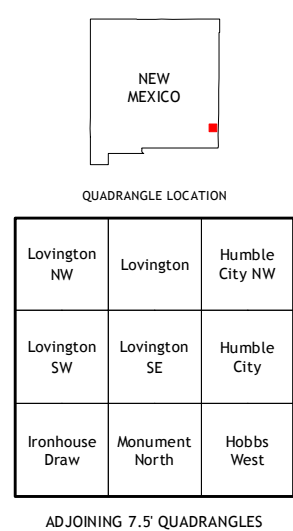 NEW
MEXICO
QUADRANGLE LOCATION
Lovington
NW
Lovington
Humble
City NW
Lovington
SW
Lovington
SE
Humble
City
Ironhouse
Draw
Monument
North
Hobbs
West
ADJOINING 7.5' QUADRANGLES